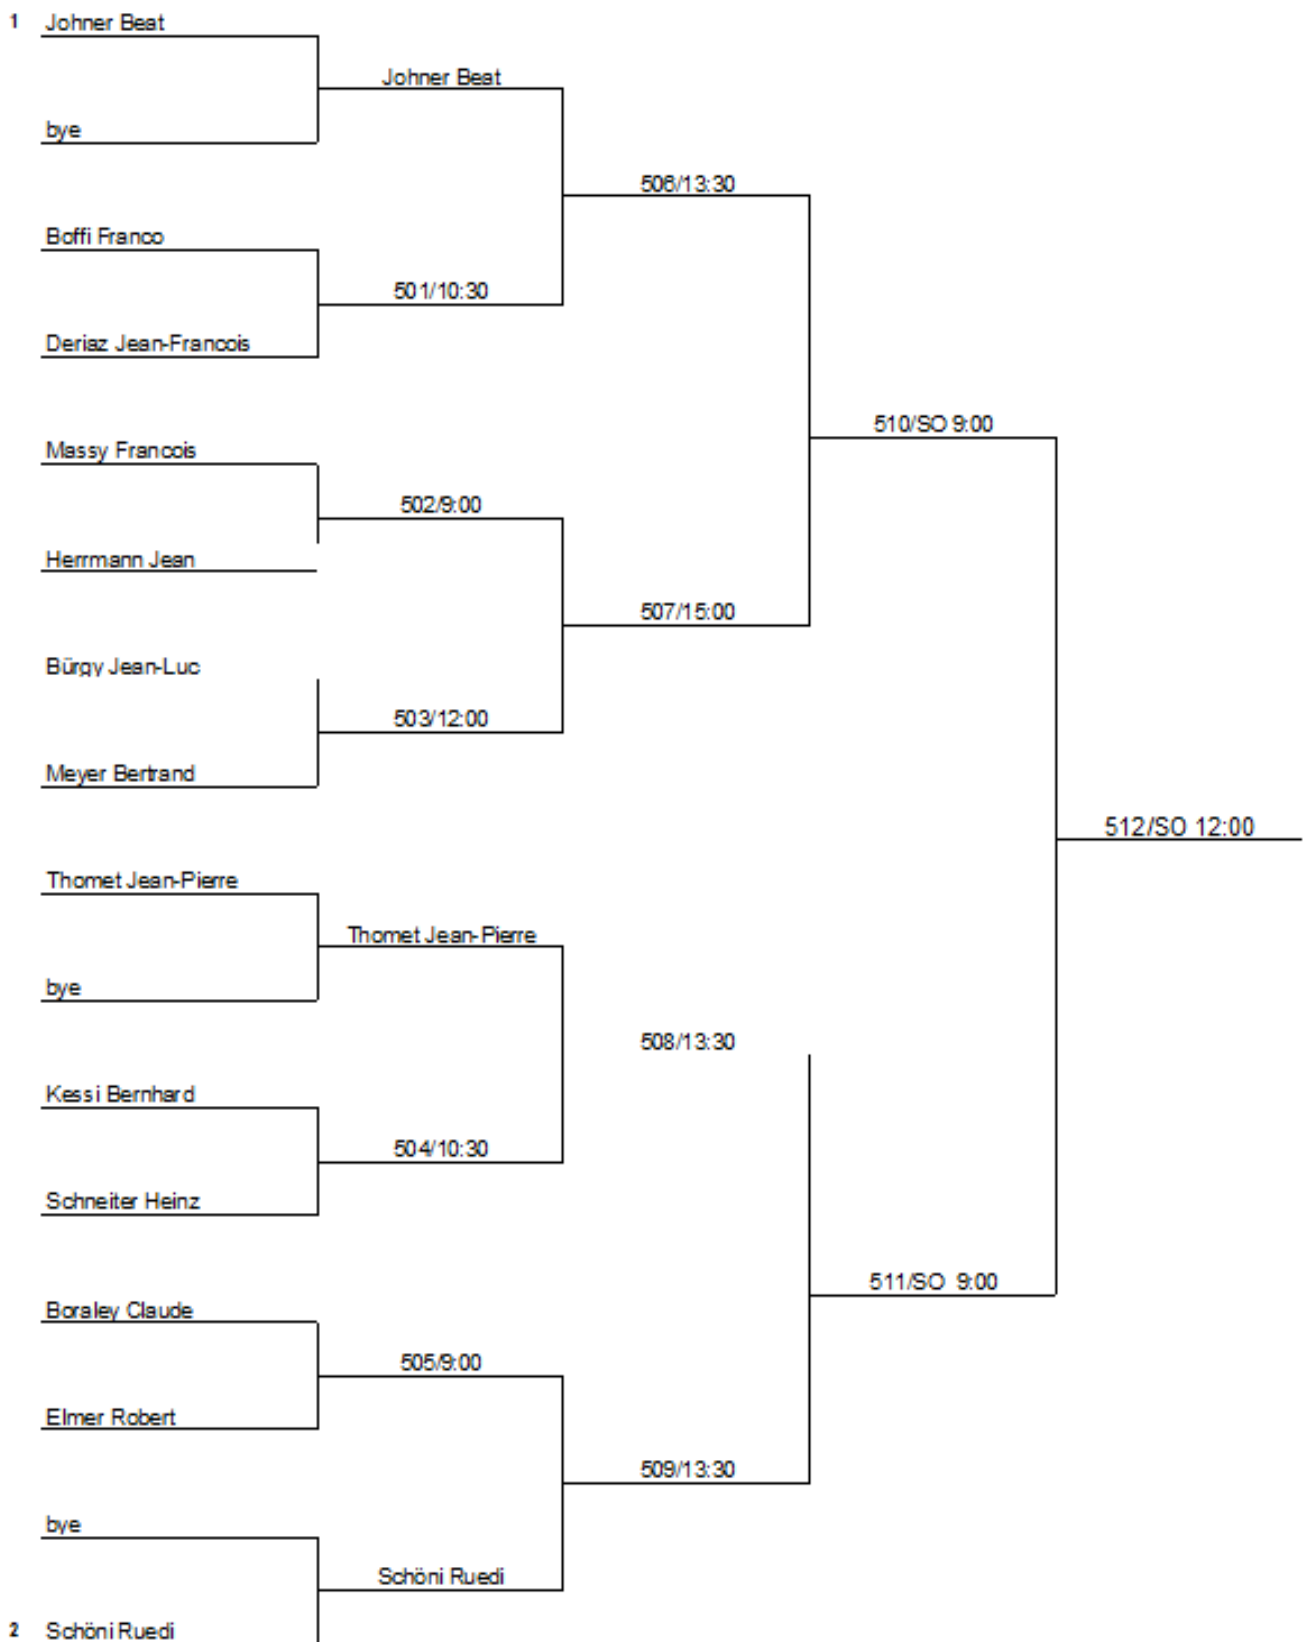 1 Johner Beat
Johner Beat
bye
506/13:30
Boffi Franco
501/10:30
Deriaz Jean-Francois
510/SO 9:00
Massy Francois
502/9:00
Herrmann Jean
507/15:00
Bürgy Jean-Luc
503/12:00
Meyer Bertrand
512/SO 12:00
Thomet Jean-Pierre
Thomet Jean-Pierre
bye
508/13:30
Kessi Bernhard
504/10:30
Schneiter Heinz
511/SO 9:00
Boraley Claude
505/9:00
Elmer Robert
509/13:30
bye
Schöni Ruedi
2 Schöni Ruedi